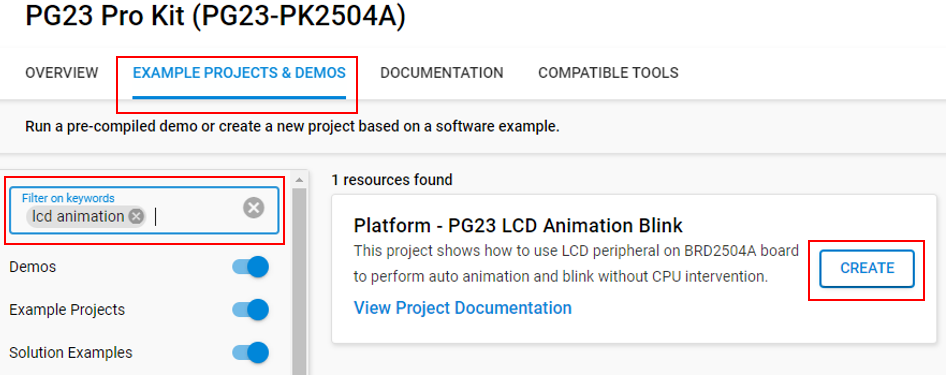 PG23 Pro Kit (PG23-PK2504A)
OVERVIEW EXAMPLE PROJECTS & DEMOS DOCUMENTATION COMPATIBLE TOOLS
Run a pre-compiled demo or create a new project based on a software example.
Filter on keywords
lcd animation
Demos
Example Projects
Solution Examples
1 resources found
Platform - PG23 LCD Animation Blink
This project shows how to use LCD peripheral on BRD2504A board
to perform auto animation and blink without CPU intervention.
View Project Documentation
CREATE